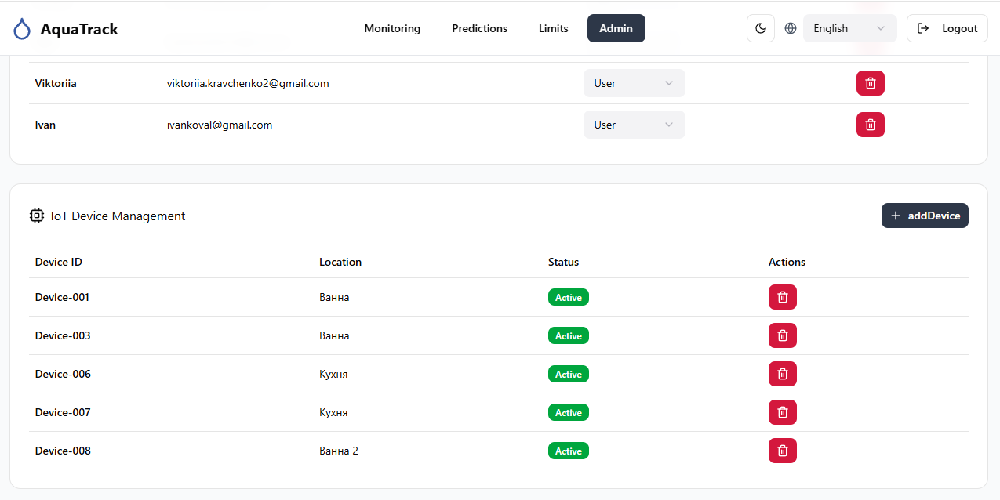 AquaTrack Monitoring Predictions Limits Admin English Logout
Viktoriia viktoriia.kravchenko2@gmail.com User
Ivan ivankoval@gmail.com User
IoT Device Management addDevice
Device ID Location Status Actions
Device-001 Ванна Active
Device-003 Ванна Active
Device-006 Кухня Active
Device-007 Кухня Active
Device-008 Ванна 2 Active